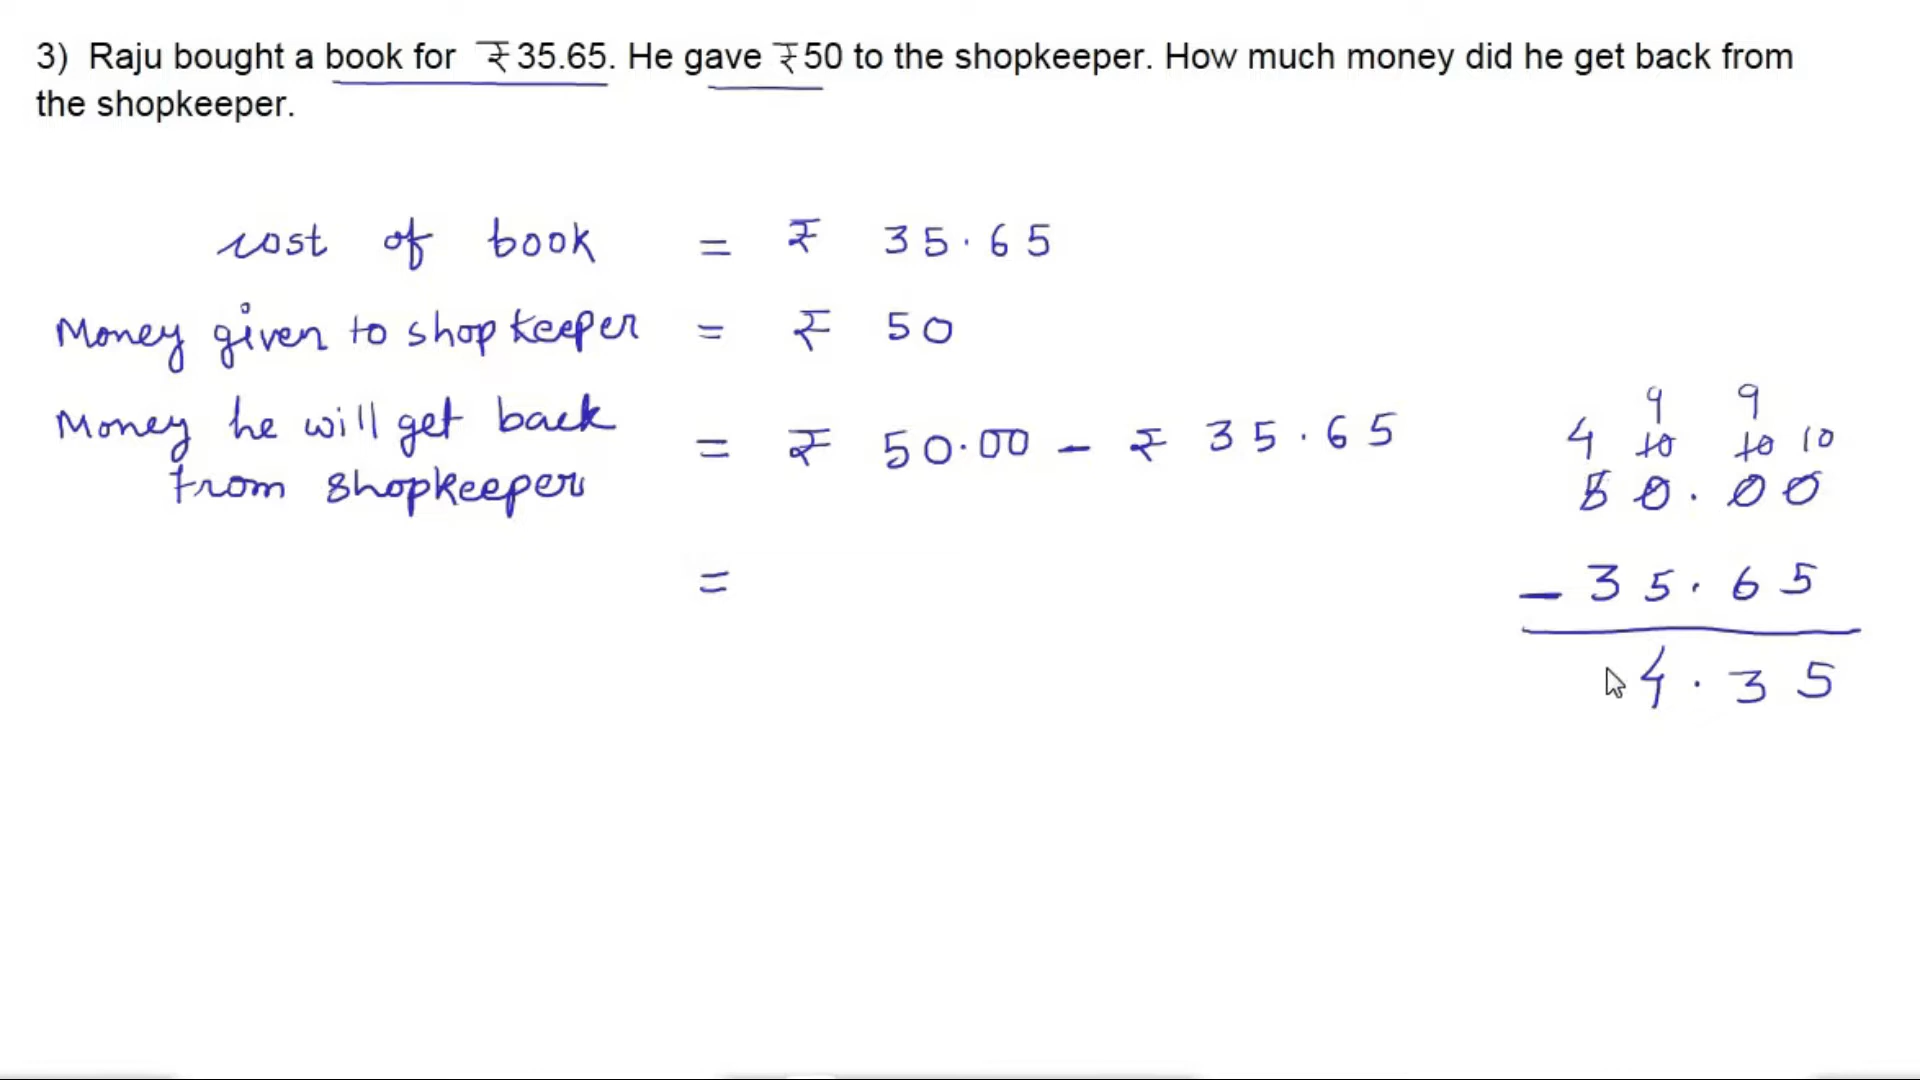 3) Raju bought a book for ₹35.65. He gave ₹50 to the shopkeeper. How much money did he get back from
the shopkeeper.
cost of book = ₹ 35.65
Money given to shopkeeper = ₹ 50
Money he will get back
from shopkeeper = ₹ 50.00 - ₹ 35.65
=
9 9
4 10 10 10
50.00
- 35.65
4.35